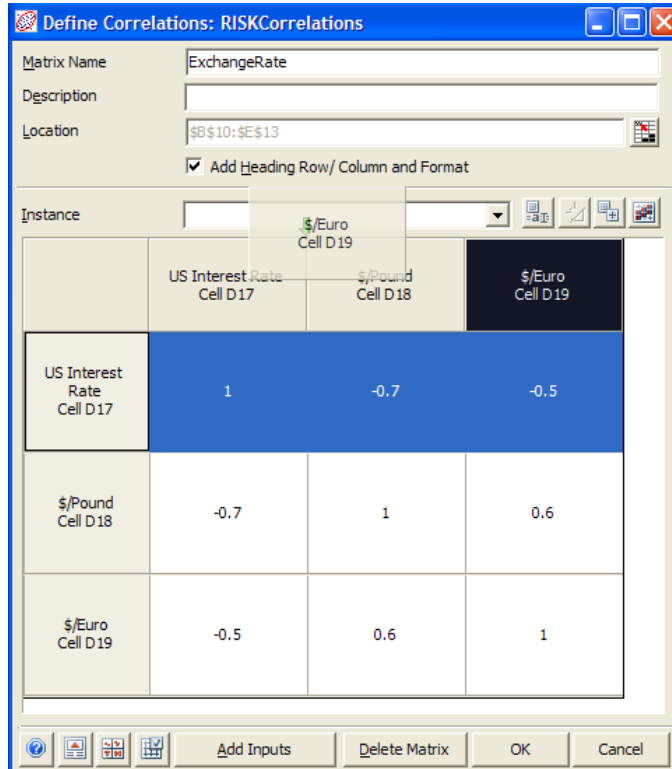 Define Correlations: RISKCorrelations
Matrix Name
ExchangeRate
Description
Location
$B$10:$E$13
Add Heading Row/ Column and Format
Instance
$/Euro
Cell D19
US Interest Rate
Cell D17
$/Pound
Cell D18
$/Euro
Cell D19
US Interest
Rate
Cell D17
1
-0.7
-0.5
$/Pound
Cell D18
-0.7
1
0.6
$/Euro
Cell D19
-0.5
0.6
1
Add Inputs
Delete Matrix
OK
Cancel